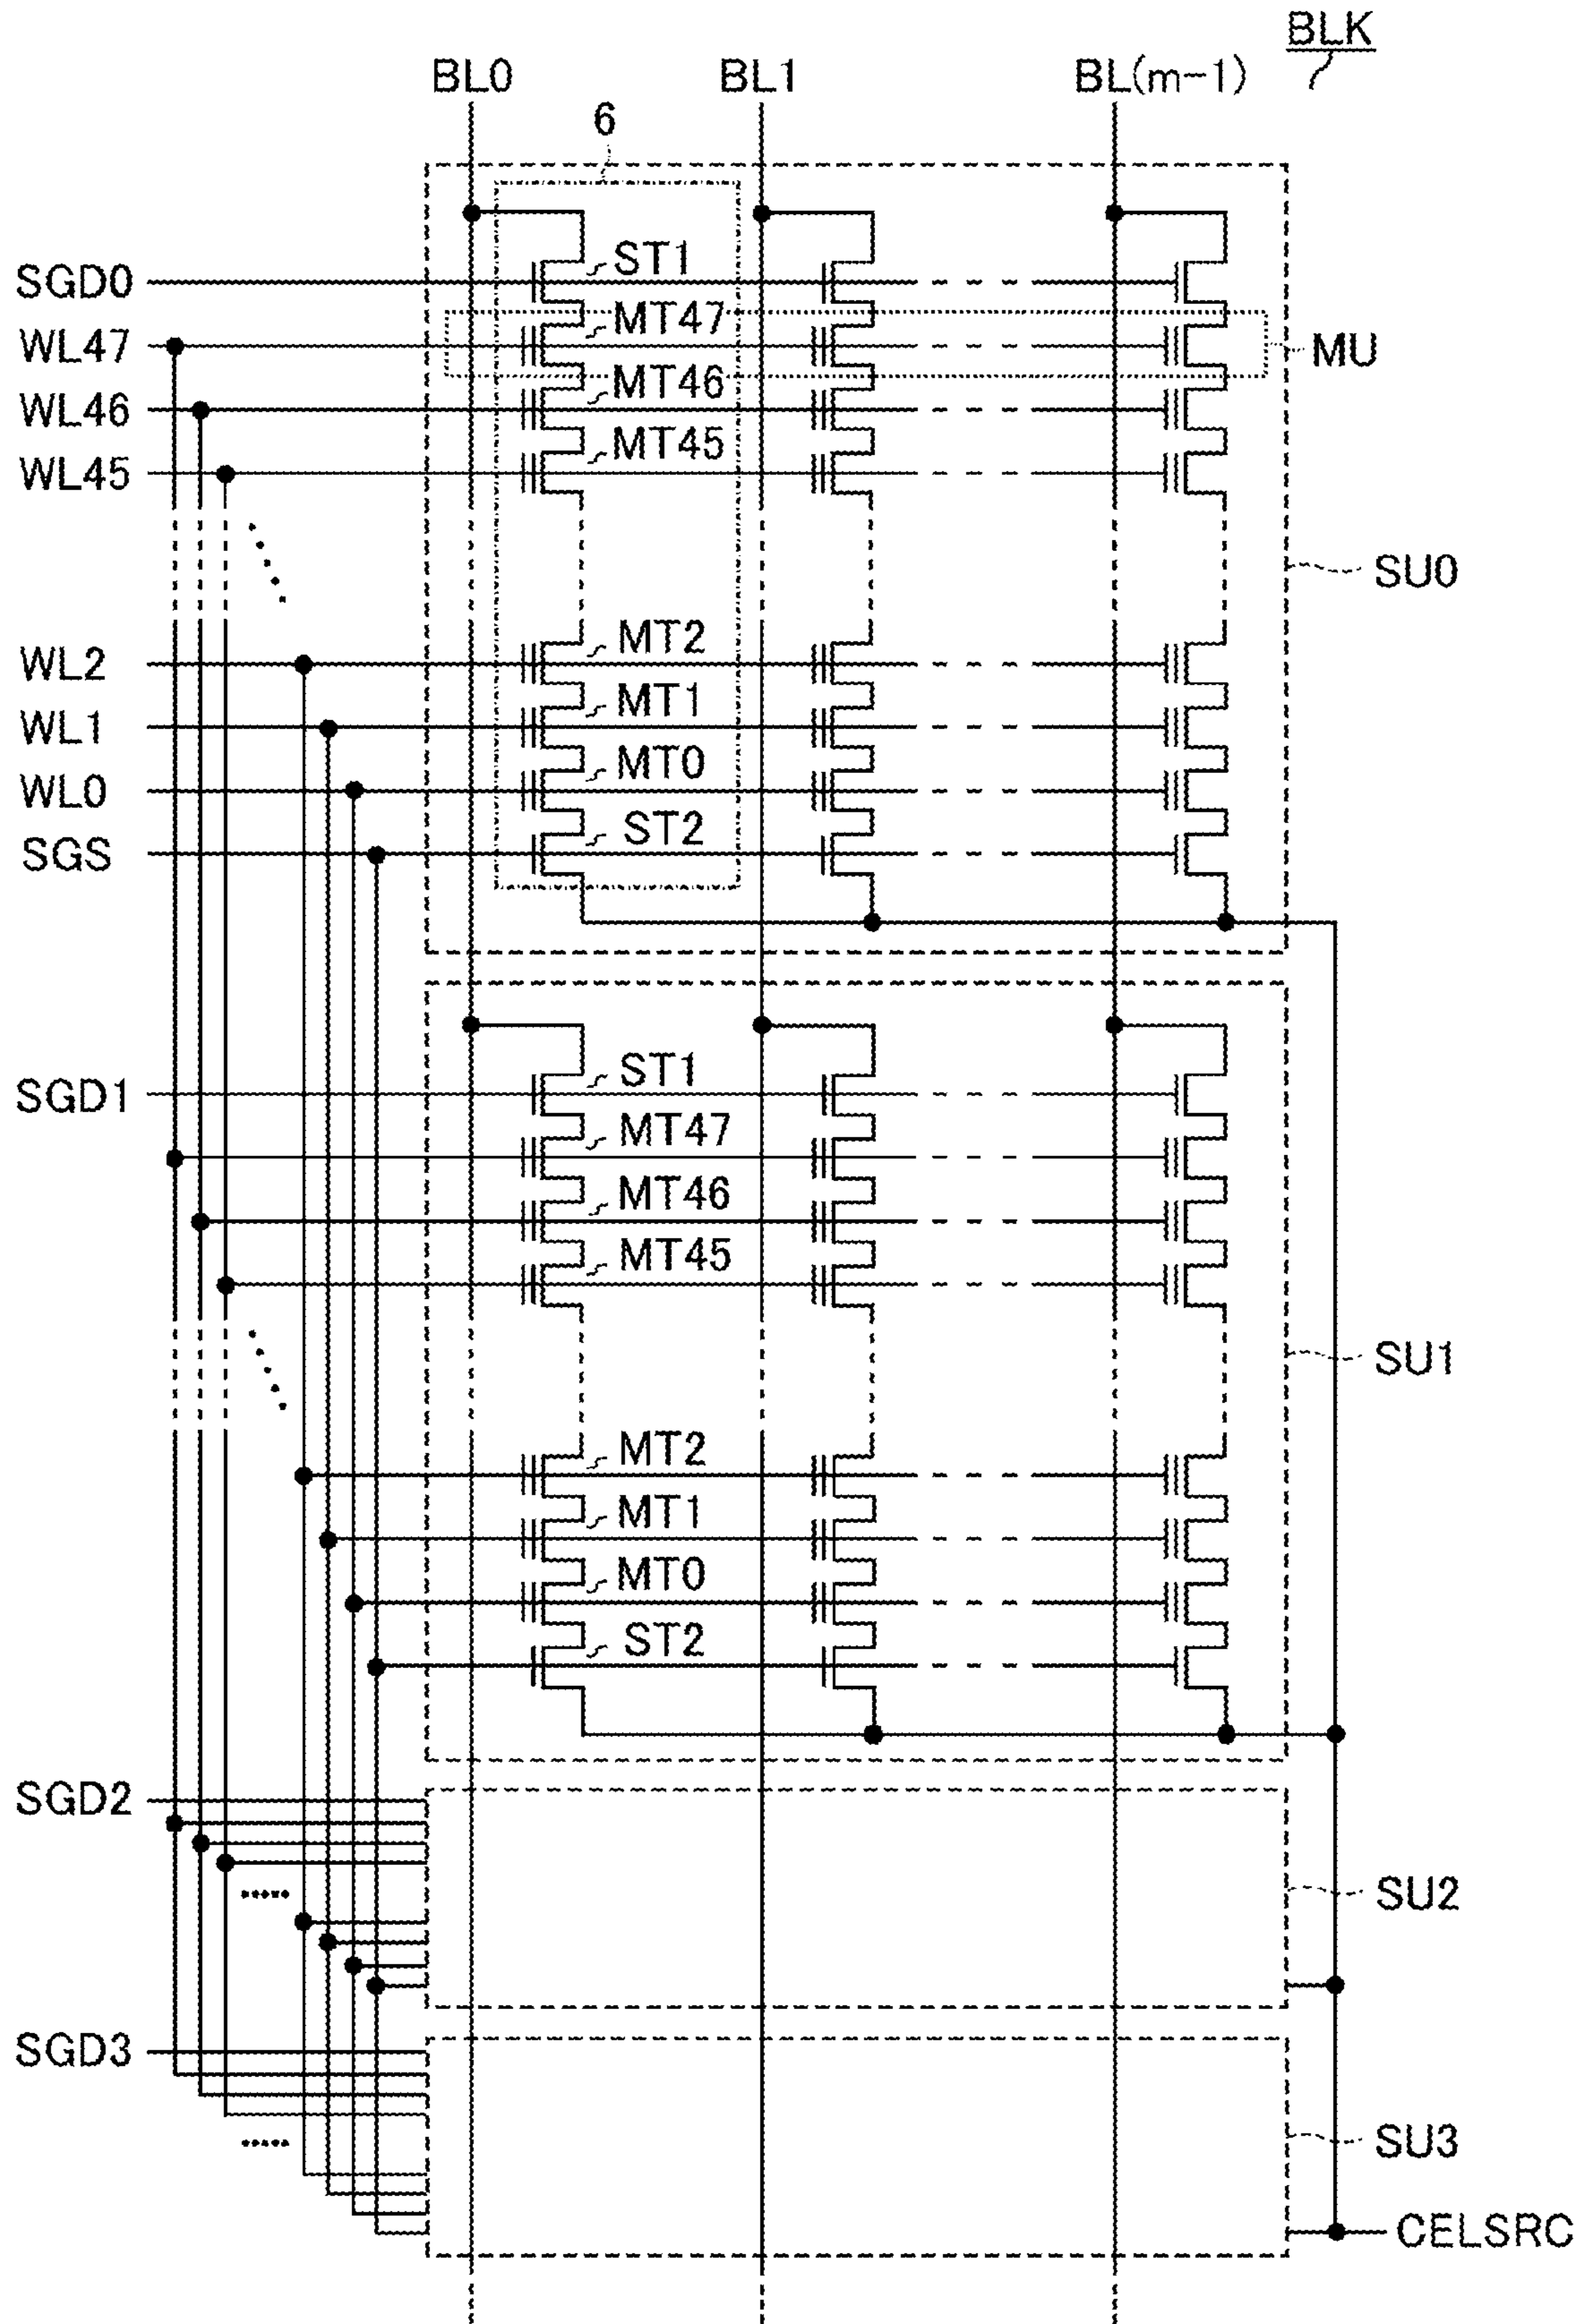 BLK
BL0 BL1 BL(m-1)
6
SGD0 ST1
WL47 MT47 MU
WL46 MT46
WL45 MT45
SU0
WL2 MT2
WL1 MT1
WL0 MT0
SGS ST2
SGD1 ST1
MT47
MT46
MT45
SU1
MT2
MT1
MT0
ST2
SGD2
SU2
SGD3
SU3
CELSRC